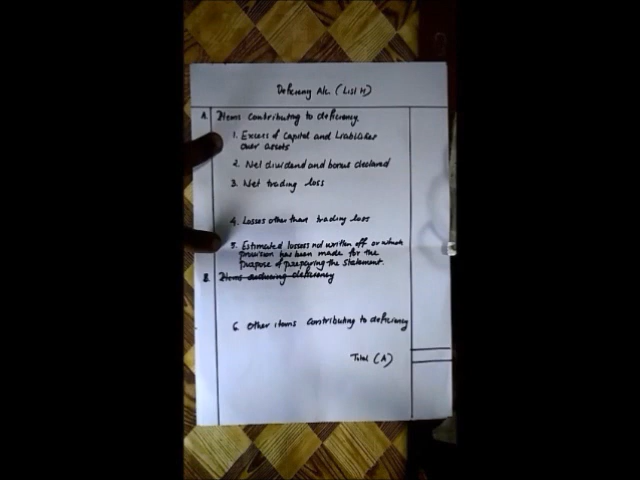 Deficiency A/c. (List H)
A. Items contributing to deficiency
1. Excess of Capital and Liabilities
over assets
2. Net dividend and bonus declared
3. Net trading loss
4. Losses other than trading loss
5. Estimated losses not written off or which
provision has been made for the
purpose of preparing the statement.
B. Items reducing deficiency
6. Other items contributing to deficiency
Total (A)